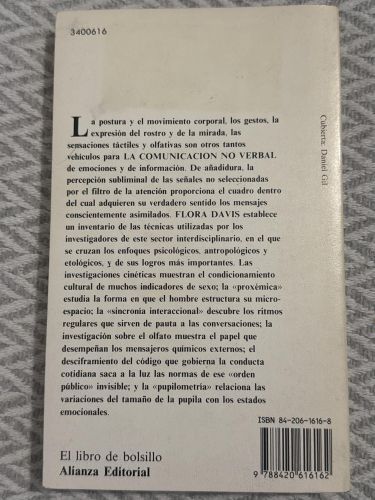 3400616
La postura y el movimiento corporal, los gestos, la
expresión del rostro y de la mirada, las
sensaciones táctiles y olfativas son otros tantos
vehículos para LA COMUNICACION NO VERBAL
de emociones y de información. De añadidura, la
percepción subliminal de las señales no seleccionadas
por el filtro de la atención proporciona el cuadro dentro
del cual adquieren su verdadero sentido los mensajes
conscientemente asimilados. FLORA DAVIS establece
un inventario de las técnicas utilizadas por los
investigadores de este sector interdisciplinario, en el que
se cruzan los enfoques psicológicos, antropológicos y
etológicos, y de sus logros más importantes. Las
investigaciones cinéticas muestran el condicionamiento
cultural de muchos indicadores de sexo; la «proxémica»
estudia la forma en que el hombre estructura su micro-
espacio; la «sincronía interaccional» descubre los ritmos
regulares que sirven de pauta a las conversaciones; la
investigación sobre el olfato muestra el papel que
desempeñan los mensajeros químicos externos; el
desciframiento del código que gobierna la conducta
cotidiana saca a la luz las normas de ese «orden
público» invisible; y la «pupilometría» relaciona las
variaciones del tamaño de la pupila con los estados
emocionales.
Cubierta: Daniel Gil
ISBN 84-206-1616-8
9 788420 616162
El libro de bolsillo
Alianza Editorial